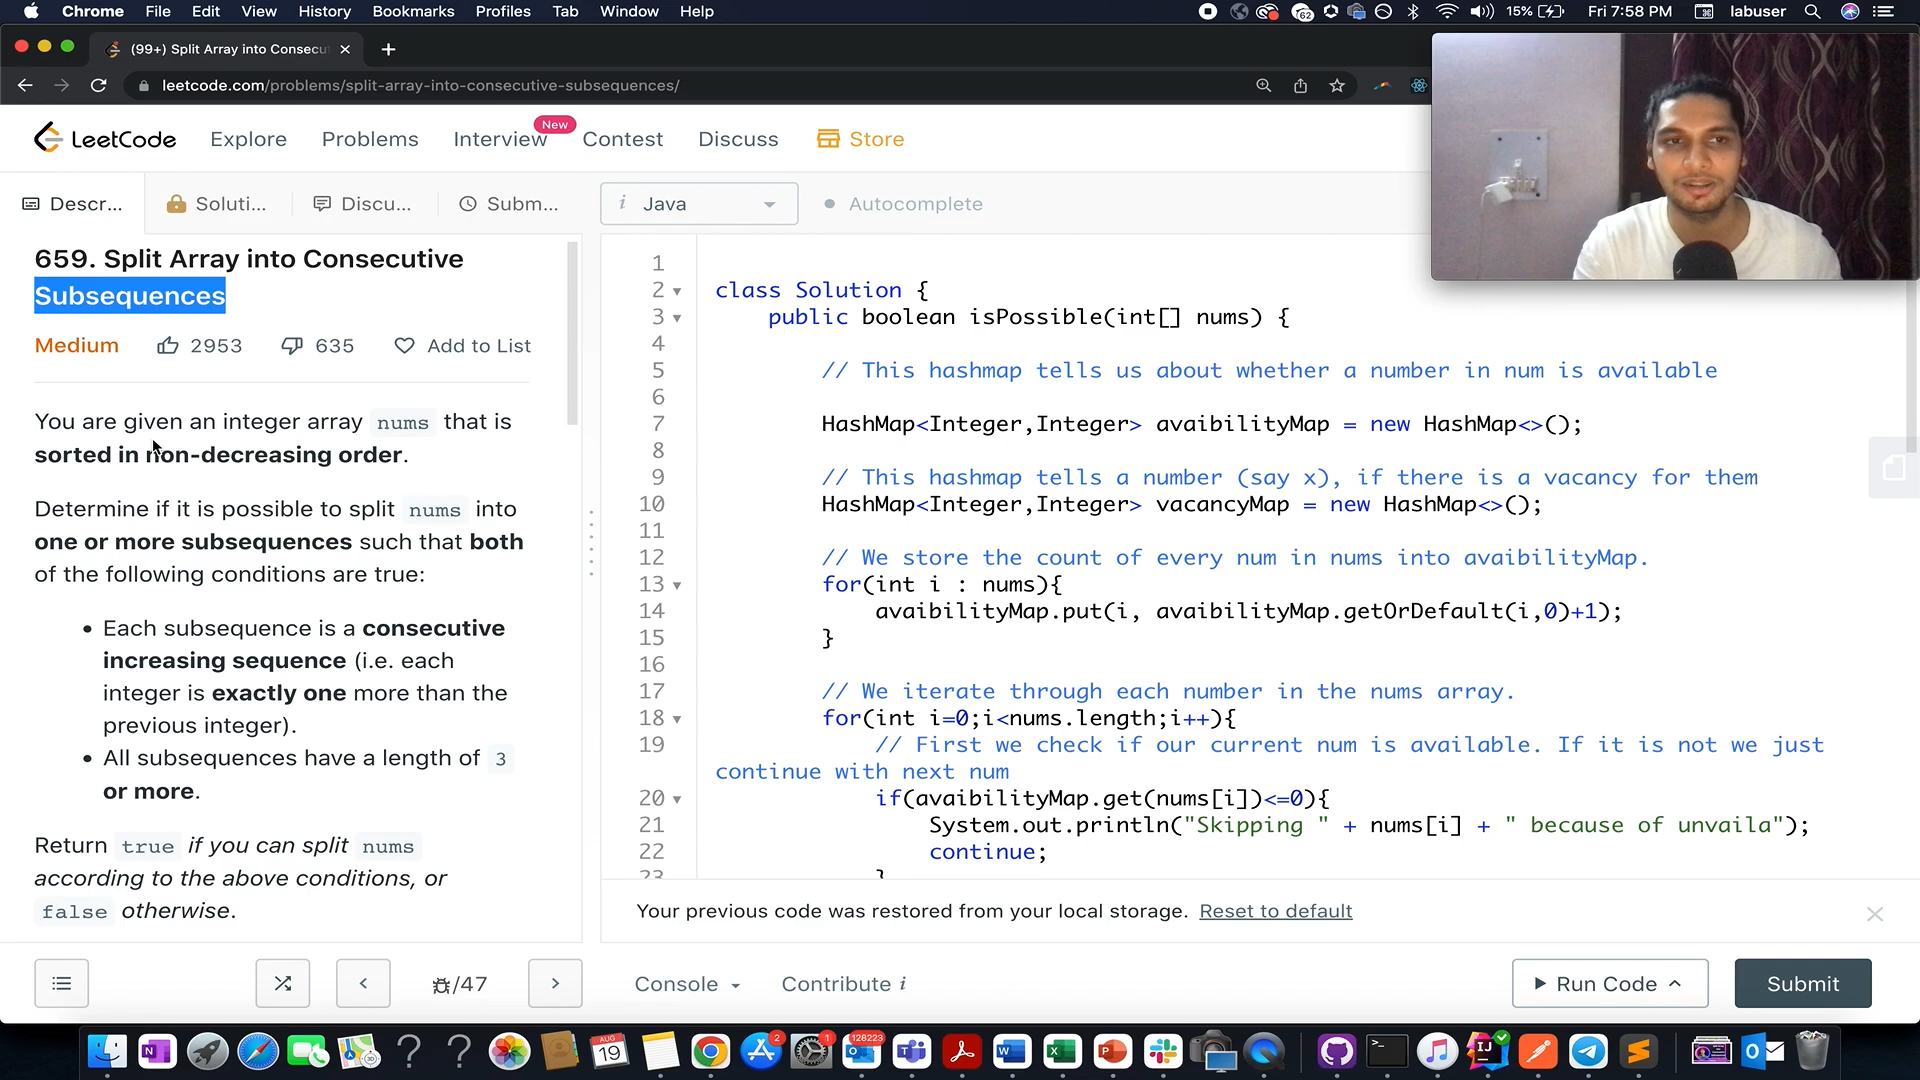 Chrome File Edit View History Bookmarks Profiles Tab Window Help 62 15% Fri 7:58 PM labuser
(99+) Split Array into Consecu
leetcode.com/problems/split-array-into-consecutive-subsequences/
LeetCode Explore Problems Interview New Contest Discuss Store
Descr... Soluti... Discu... Subm... i Java Autocomplete
659. Split Array into Consecutive
Subsequences
Medium 2953 635 Add to List
You are given an integer array nums that is
sorted in non-decreasing order.
Determine if it is possible to split nums into
one or more subsequences such that both
of the following conditions are true:
• Each subsequence is a consecutive
increasing sequence (i.e. each
integer is exactly one more than the
previous integer).
• All subsequences have a length of 3
or more.
Return true if you can split nums
according to the above conditions, or
false otherwise.
1
2 class Solution {
3 public boolean isPossible(int[] nums) {
4
5 // This hashmap tells us about whether a number in num is available
6
7 HashMap<Integer,Integer> avaibilityMap = new HashMap<>();
8
9 // This hashmap tells a number (say x), if there is a vacancy for them
10 HashMap<Integer,Integer> vacancyMap = new HashMap<>();
11
12 // We store the count of every num in nums into avaibilityMap.
13 for(int i : nums){
14 avaibilityMap.put(i, avaibilityMap.getOrDefault(i,0)+1);
15 }
16
17 // We iterate through each number in the nums array.
18 for(int i=0;i<nums.length;i++){
19 // First we check if our current num is available. If it is not we just
continue with next num
20 if(avaibilityMap.get(nums[i])<=0){
21 System.out.println("Skipping " + nums[i] + " because of unvaila");
22 continue;
23 }
Your previous code was restored from your local storage. Reset to default
/47 Console Contribute i Run Code Submit
2 AUG 19 1 128223